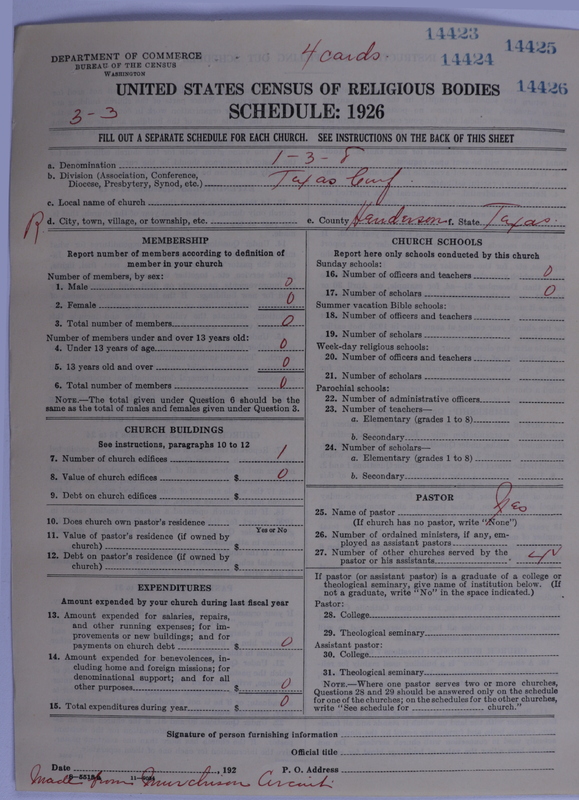 14423
14424
14425
14426
4 cards.
DEPARTMENT OF COMMERCE
BUREAU OF THE CENSUS
WASHINGTON
UNITED STATES CENSUS OF RELIGIOUS BODIES
3-3
SCHEDULE: 1926
FILL OUT A SEPARATE SCHEDULE FOR EACH CHURCH. SEE INSTRUCTIONS ON THE BACK OF THIS SHEET
a. Denomination 1-3-8
b. Division (Association, Conference,
Diocese, Presbytery, Synod, etc.) Texas Conf.
c. Local name of church
R d. City, town, village, or township, etc. e. County Henderson f. State Texas.
MEMBERSHIP
Report number of members according to definition of
member in your church
Number of members, by sex:
1. Male 0
2. Female 0
3. Total number of members 0
Number of members under and over 13 years old:
4. Under 13 years of age 0
5. 13 years old and over 0
6. Total number of members 0
NOTE.—The total given under Question 6 should be
same as the total of males and females given under Question 3.
CHURCH BUILDINGS
See instructions, paragraphs 10 to 12
7. Number of church edifices 1
8. Value of church edifices $ 0
9. Debt on church edifices $
10. Does church own pastor's residence
Yes or No
11. Value of pastor's residence (if owned by
church) $
12. Debt on pastor's residence (if owned by
church) $
EXPENDITURES
Amount expended by your church during last fiscal year
13. Amount expended for salaries, repairs,
and other running expenses; for im-
provements or new buildings; and for
payments on church debt $ 0
14. Amount expended for benevolences, in-
cluding home and foreign missions; for
denominational support; and for all
other purposes $ 0
15. Total expenditures during year $ 0
CHURCH SCHOOLS
Report here only schools conducted by this church
Sunday schools:
16. Number of officers and teachers 0
17. Number of scholars 0
Summer vacation Bible schools:
18. Number of officers and teachers
19. Number of scholars
Week-day religious schools:
20. Number of officers and teachers
21. Number of scholars
Parochial schools:
22. Number of administrative officers
23. Number of teachers—
a. Elementary (grades 1 to 8)
b. Secondary
24. Number of scholars—
a. Elementary (grades 1 to 8)
b. Secondary
PASTOR
25. Name of pastor Yes
(If church has no pastor, write "None")
26. Number of ordained ministers, if any, em-
ployed as assistant pastors
27. Number of other churches served by the
pastor or his assistants
If pastor (or assistant pastor) is a graduate of a college or
theological seminary, give name of institution below. (If
not a graduate, write "No" in the space indicated.)
Pastor:
28. College
29. Theological seminary
Assistant pastor:
30. College
31. Theological seminary
NOTE.—Where one pastor serves two or more churches,
Questions 28 and 29 should be answered only on the schedule
for one of the churches; on the schedules for the other churches,
write "See schedule for church."
Signature of person furnishing information
Official title
Date , 192 P. O. Address
Made from Murchison Circuit